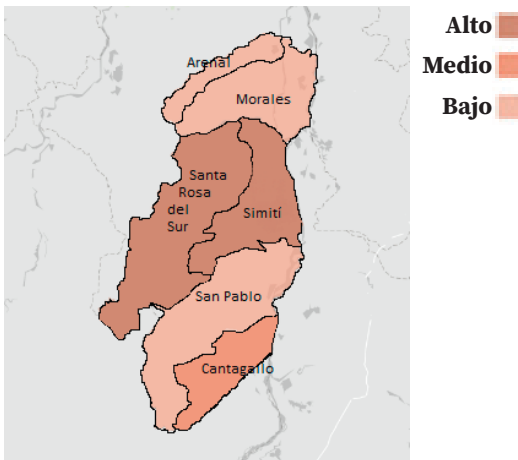 Alto
Medio
Bajo
Arenal
Morales
Santa
Rosa
del
Sur
Simití
San Pablo
Cantagallo